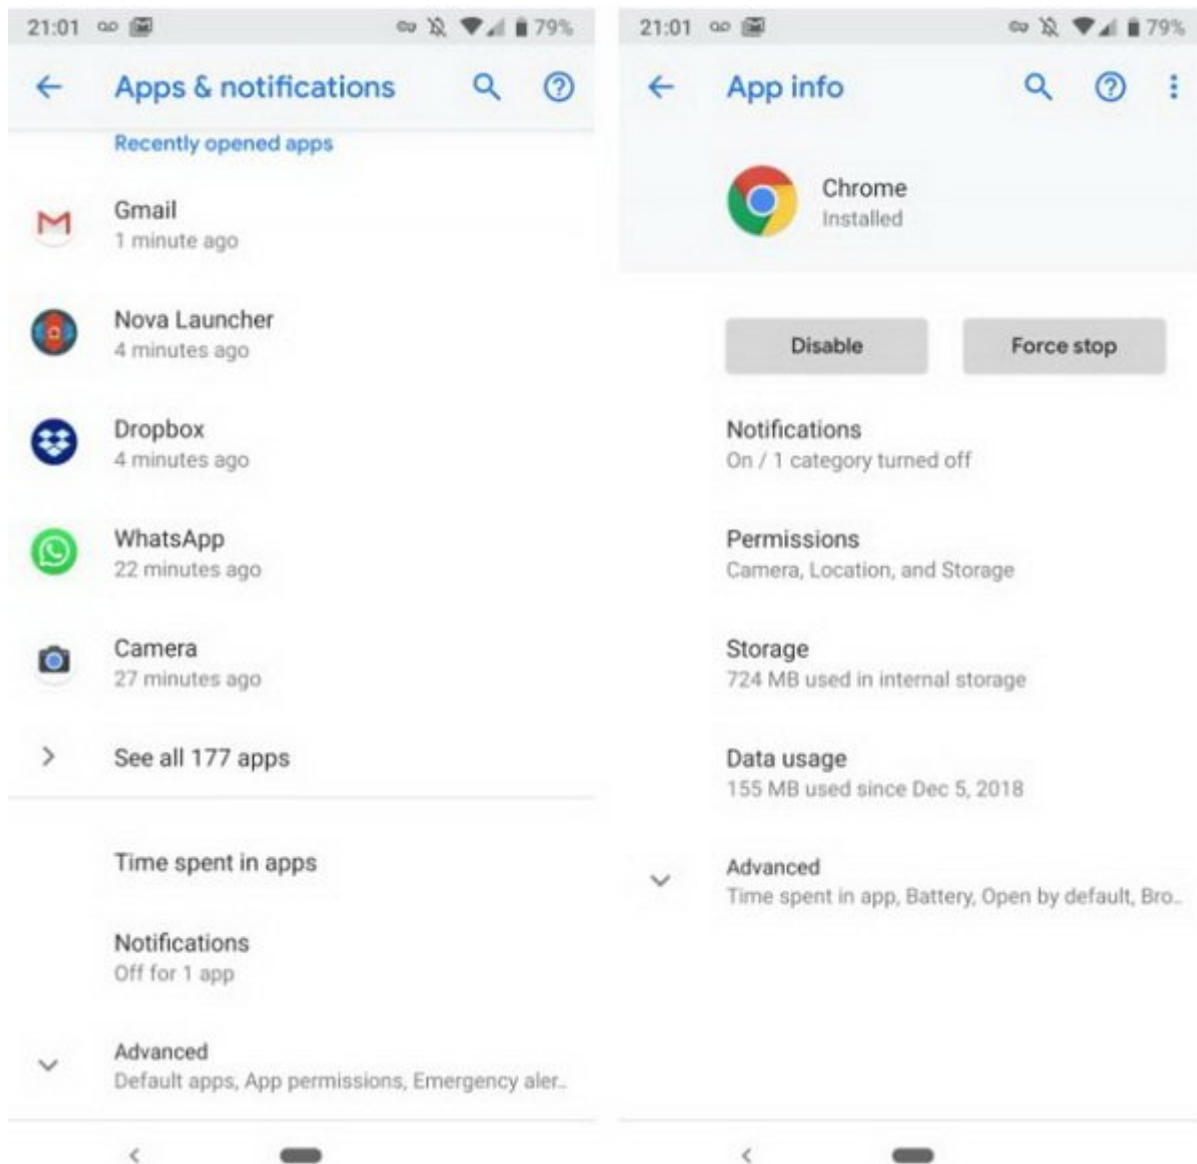 21:01
79%
Apps & notifications
Recently opened apps
Gmail
1 minute ago
Nova Launcher
4 minutes ago
Dropbox
4 minutes ago
WhatsApp
22 minutes ago
Camera
27 minutes ago
See all 177 apps
Time spent in apps
Notifications
Off for 1 app
Advanced
Default apps, App permissions, Emergency aler..
21:01
79%
App info
Chrome
Installed
Disable
Force stop
Notifications
On / 1 category turned off
Permissions
Camera, Location, and Storage
Storage
724 MB used in internal storage
Data usage
155 MB used since Dec 5, 2018
Advanced
Time spent in app, Battery, Open by default, Bro..